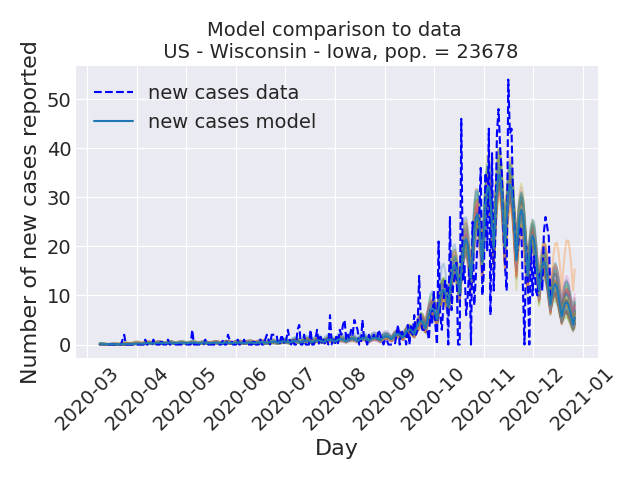 Model comparison to data
US - Wisconsin - Iowa, pop. = 23678
Number of new cases reported
50
40
30
20
10
0
new cases data
new cases model
2020-03
2020-04
2020-05
2020-06
2020-07
2020-08
2020-09
2020-10
2020-11
2020-12
2021-01
Day